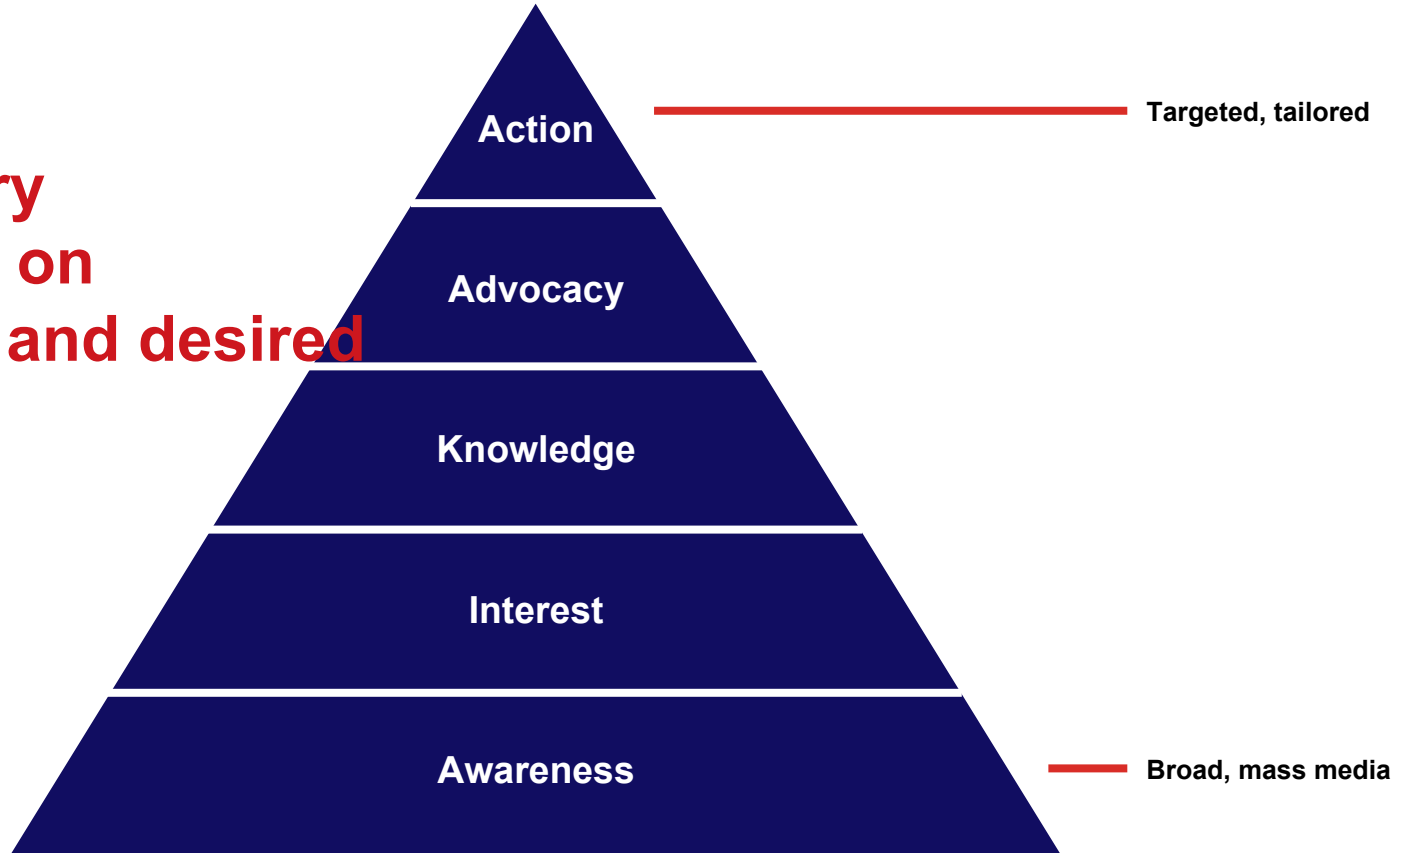 Action
Targeted, tailored
ry
on
and desired
Advocacy
Knowledge
Interest
Awareness
Broad, mass media